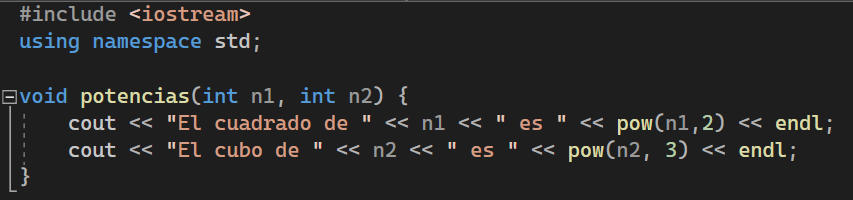 #include <iostream>
using namespace std;
void potencias(int n1, int n2) {
cout << "El cuadrado de " << n1 << " es " << pow(n1,2) << endl;
cout << "El cubo de " << n2 << " es " << pow(n2, 3) << endl;
}